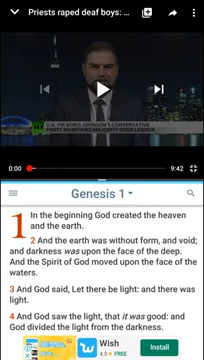 Priests raped deaf boys: ...
U.K. PM BORIS JOHNSON'S CONSERVATIVE
PARTY MAINTAINS MAJORITY OVER LABOUR
0:00
9:42
Genesis 1
1 In the beginning God created the heaven
and the earth.
2 And the earth was without form, and void;
and darkness was upon the face of the deep.
And the Spirit of God moved upon the face of the
waters.
3 And God said, Let there be light: and there was
light.
4 And God saw the light, that it was good: and
God divided the light from the darkness.
Wish
4.5 ★ FREE
Install